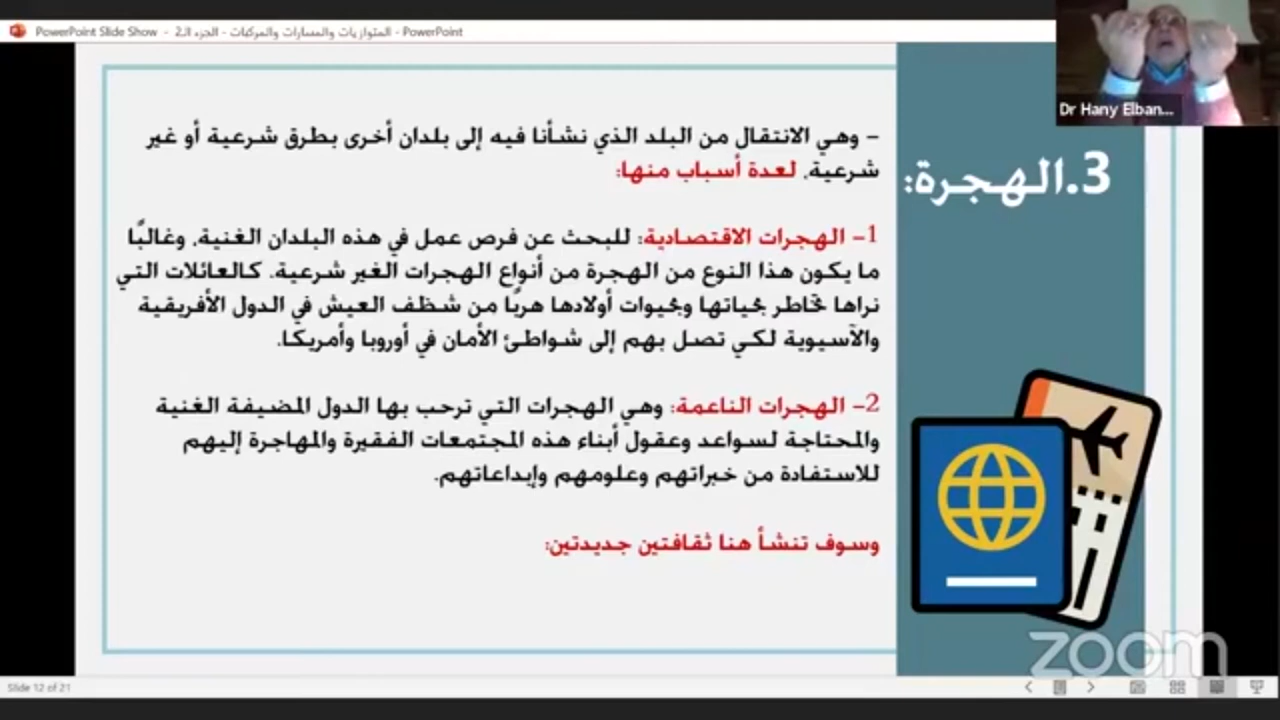 PowerPoint Slide Show - المتوازيات والمسارات والمركبات - الجزء الـ2 - PowerPoint
Dr Hany Elban...
3.الهجرة:
- وهي الانتقال من البلد الذي نشأنا فيه إلى بلدان أخرى بطرق شرعية أو غير
شرعية, لعدة أسباب منها:
1- الهجرات الاقتصادية: للبحث عن فرص عمل في هذه البلدان الغنية, وغالبًا
ما يكون هذا النوع من الهجرة من أنواع الهجرات الغير شرعية. كالعائلات التي
نراها تخاطر بحياتها وبحيوات أولادها هربًا من شظف العيش في الدول الأفريقية
والآسيوية لكي تصل بهم إلى شواطئ الأمان في أوروبا وأمريكا.
2- الهجرات الناعمة: وهي الهجرات التي ترحب بها الدول المضيفة الغنية
والمحتاجة لسواعد وعقول أبناء هذه المجتمعات الفقيرة والمهاجرة إليهم
للاستفادة من خبراتهم وعلومهم وإبداعاتهم.
وسوف تنشأ هنا ثقافتين جديدتين:
zoom
Slide 12 of 21